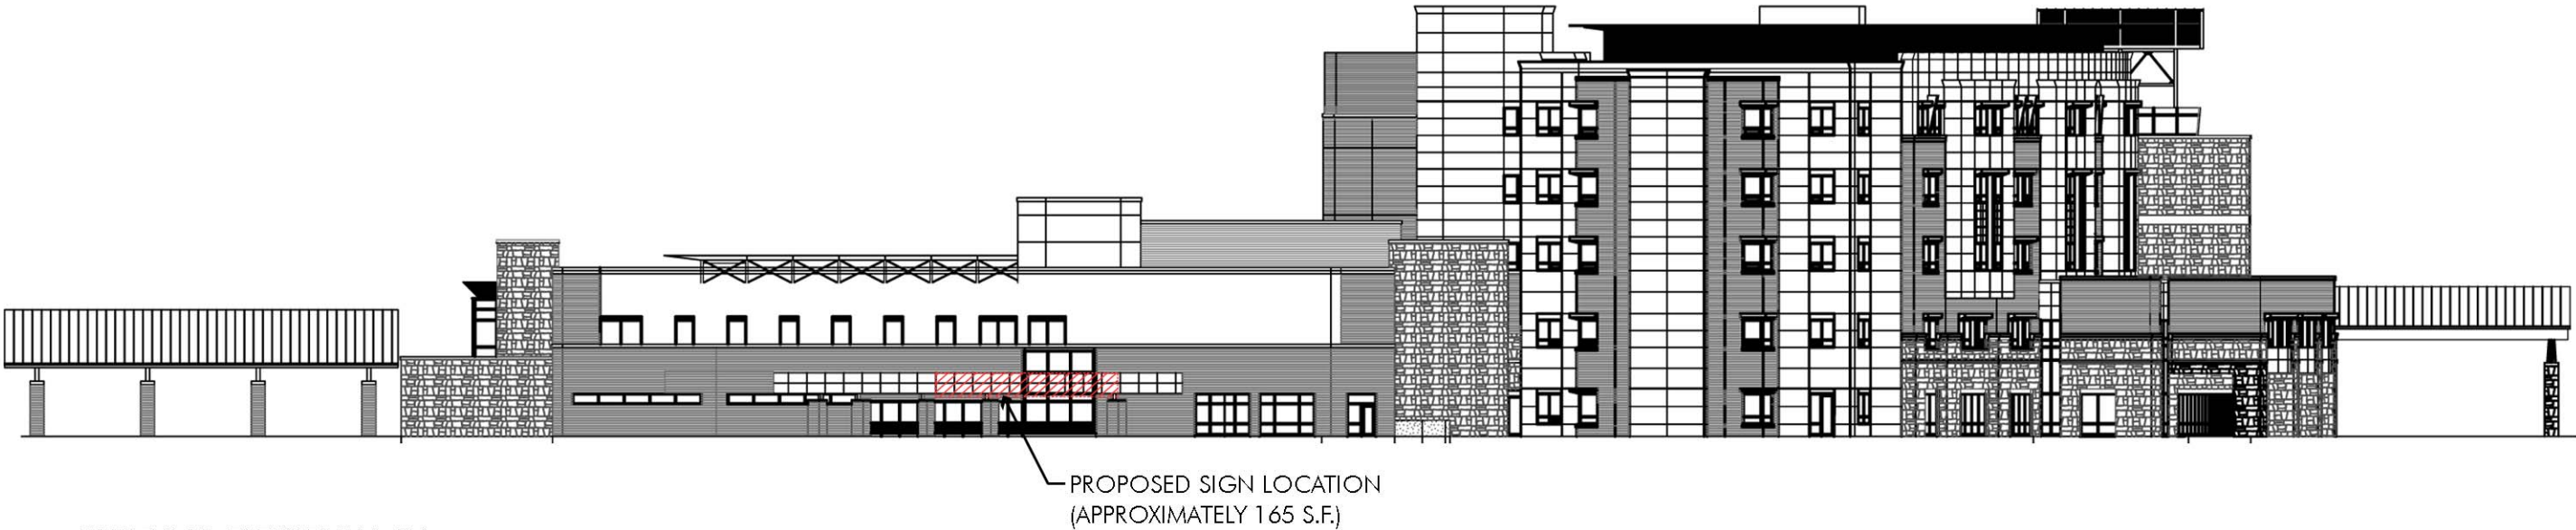 PROPOSED SIGN LOCATION
(APPROXIMATELY 165 S.F.)